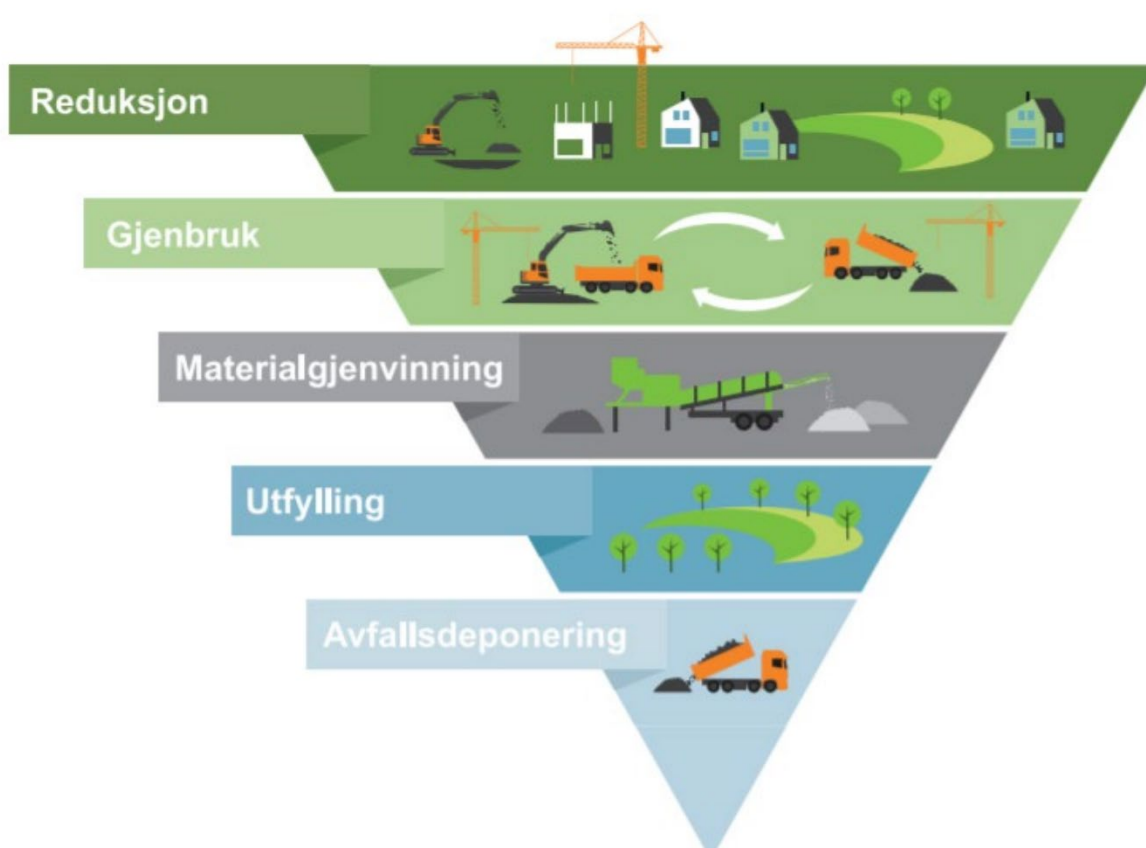 Reduksjon
Gjenbruk
Materialgjenvinning
Utfylling
Avfallsdeponering